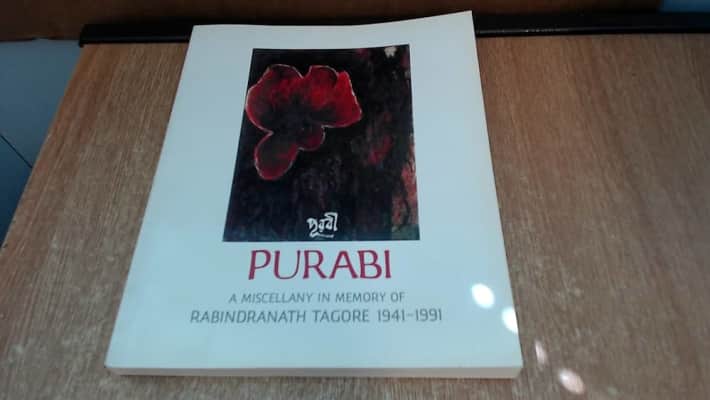 পূরবী
PURABI
A MISCELLANY IN MEMORY OF
RABINDRANATH TAGORE 1941–1991